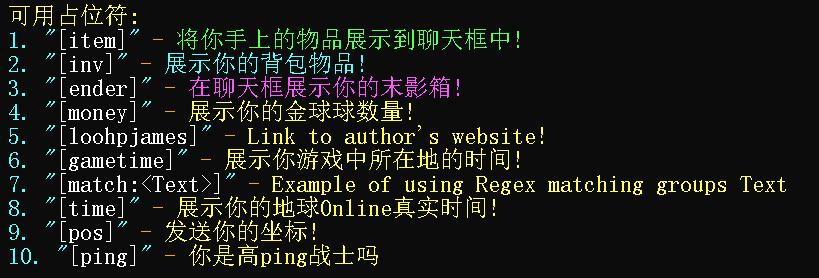 可用占位符:
1. "[item]" - 将你手上的物品展示到聊天框中!
2. "[inv]" - 展示你的背包物品!
3. "[ender]" - 在聊天框展示你的末影箱!
4. "[money]" - 展示你的金球球数量!
5. "[loohpjames]" - Link to author's website!
6. "[gametime]" - 展示你游戏中所在地的时间!
7. "[match:<Text>]" - Example of using Regex matching groups Text
8. "[time]" - 展示你的地球Online真实时间!
9. "[pos]" - 发送你的坐标!
10. "[ping]" - 你是高ping战士吗